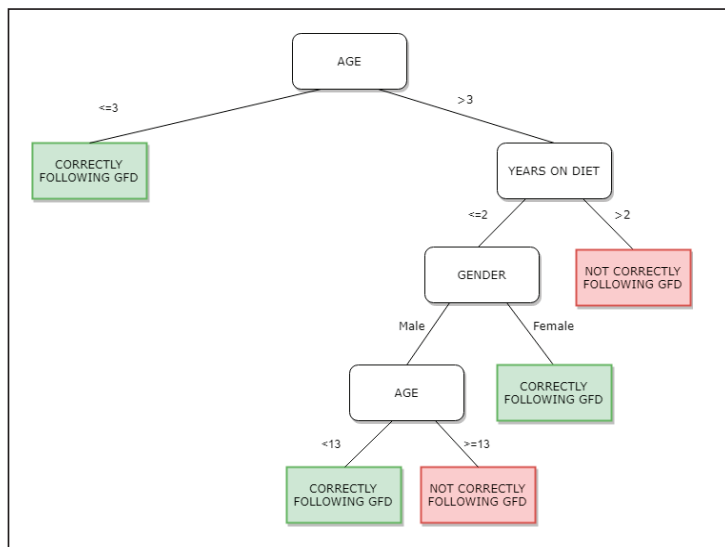 AGE
<=3
>3
CORRECTLY
FOLLOWING GFD
YEARS ON DIET
<=2
>2
GENDER
NOT CORRECTLY
FOLLOWING GFD
Male
Female
AGE
CORRECTLY
FOLLOWING GFD
<13
>=13
CORRECTLY
FOLLOWING GFD
NOT CORRECTLY
FOLLOWING GFD